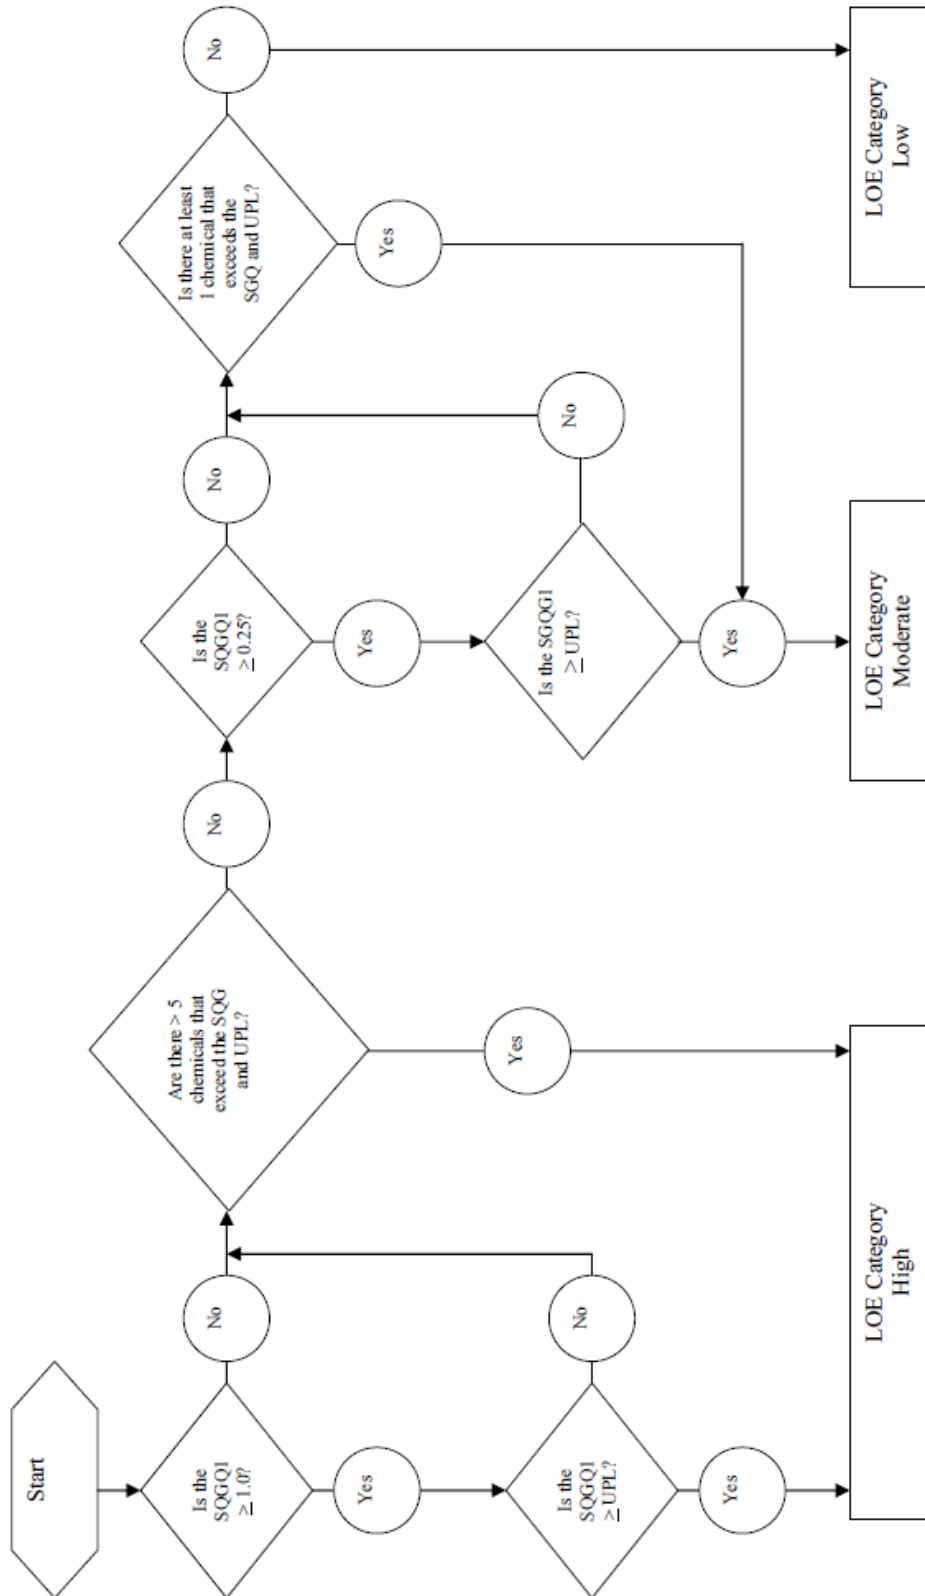 Start
Is the
SQGQ1
≥ 1.0?
Yes
No
Is the
SQGQ1
≥ UPL?
Yes
No
LOE Category
High
Are there > 5
chemicals that
exceed the SQG
and UPL?
Yes
No
Is the
SQGQ1
≥ 0.25?
Yes
No
Is the SGQG1
≥ UPL?
Yes
No
LOE Category
Moderate
Is there at least
1 chemical that
exceeds the
SGQ and UPL?
Yes
No
LOE Category
Low